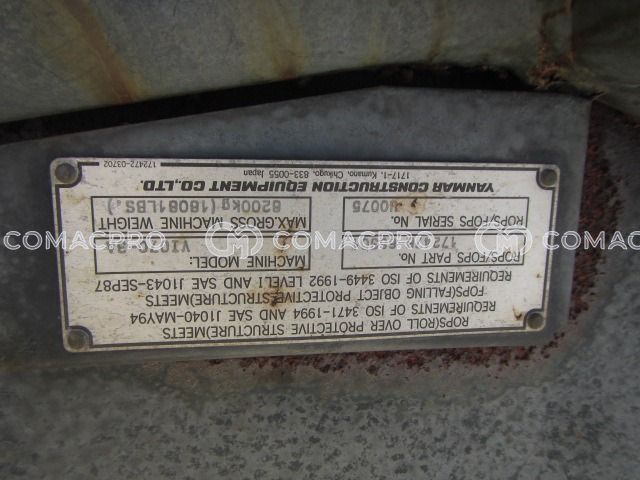 ROPS(ROLL OVER PROTECTIVE STRUCTURE)MEETS
REQUIREMENTS OF ISO 3471-1994 AND SAE J1040-MAY94
FOPS(FALLING OBJECT PROTECTIVE STRUCTURE)MEETS
REQUIREMENTS OF ISO 3449-1992 LEVEL I AND SAE J1043-SEP87
MACHINE MODEL: ROPS/FOPS PART No.
MAX.GROSS MACHINE WEIGHT ROPS/FOPS SERIAL No.
8200kg(18081LBS.) J0075
YANMAR CONSTRUCTION EQUIPMENT CO.,LTD.
1717-1, Kumano, Chikugo, 833-0055 Japan
172472-03702
COMACPRO COMACPRO COMACPRO